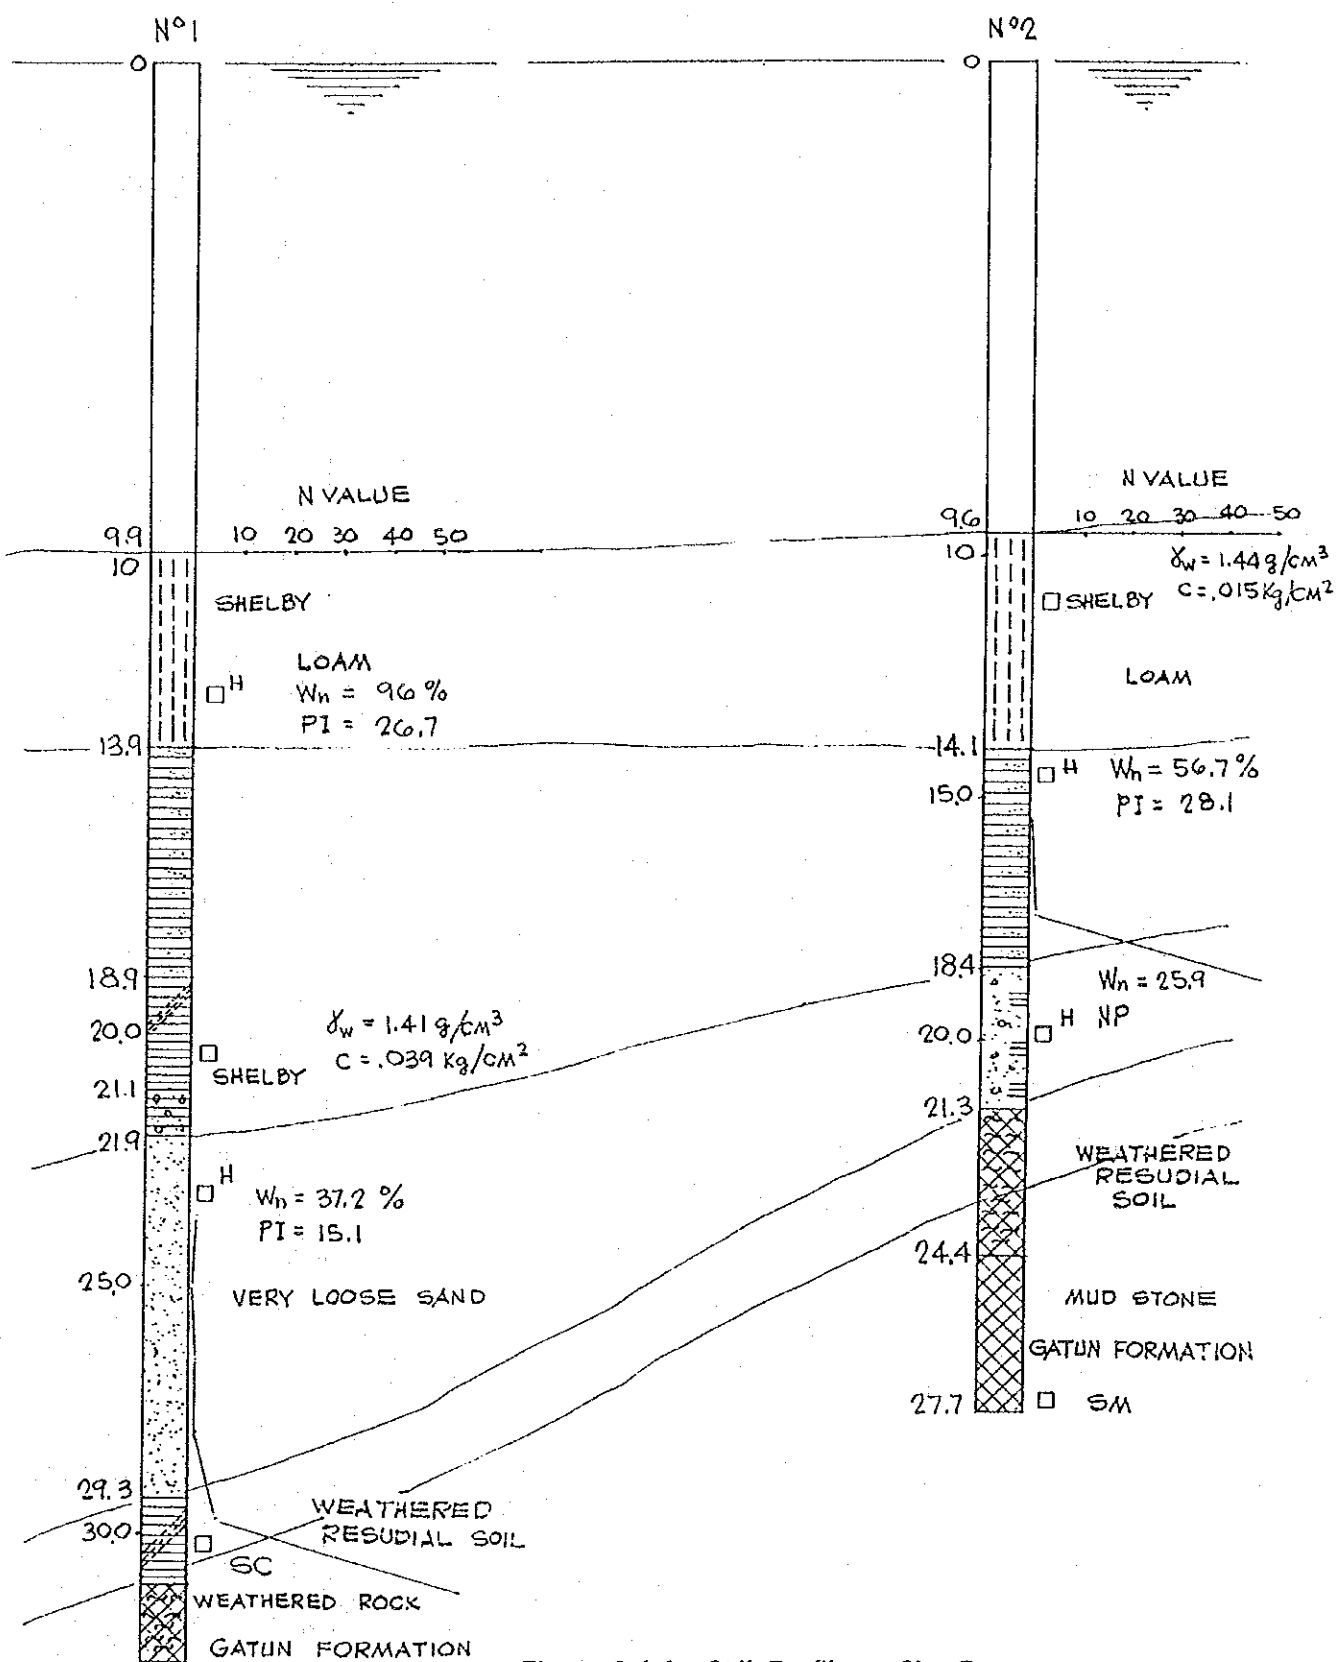 Nº1
0
N VALUE
10 20 30 40 50
9.9
10
SHELBY
LOAM
H
Wn = 96 %
PI = 26.7
13.9
18.9
20.0
γw = 1.41 g/cm³
C = .039 Kg/cm²
SHELBY
21.1
21.9
H
Wn = 37.2 %
PI = 15.1
25.0
VERY LOOSE SAND
29.3
WEATHERED
RESUDIAL SOIL
30.0
SC
WEATHERED ROCK
GATUN FORMATION
Nº2
0
N VALUE
10 20 30 40 50
9.6
10
γw = 1.44 g/cm³
C = .015 Kg/cm²
SHELBY
LOAM
14.1
H
Wn = 56.7 %
PI = 28.1
15.0
18.4
Wn = 25.9
H NP
20.0
21.3
WEATHERED
RESUDIAL
SOIL
24.4
MUD STONE
GATUN FORMATION
27.7
SM